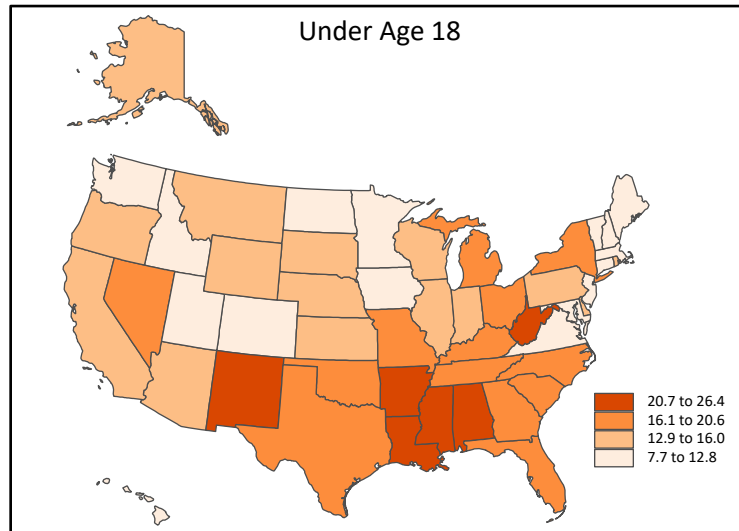 Under Age 18
20.7 to 26.4
16.1 to 20.6
12.9 to 16.0
7.7 to 12.8